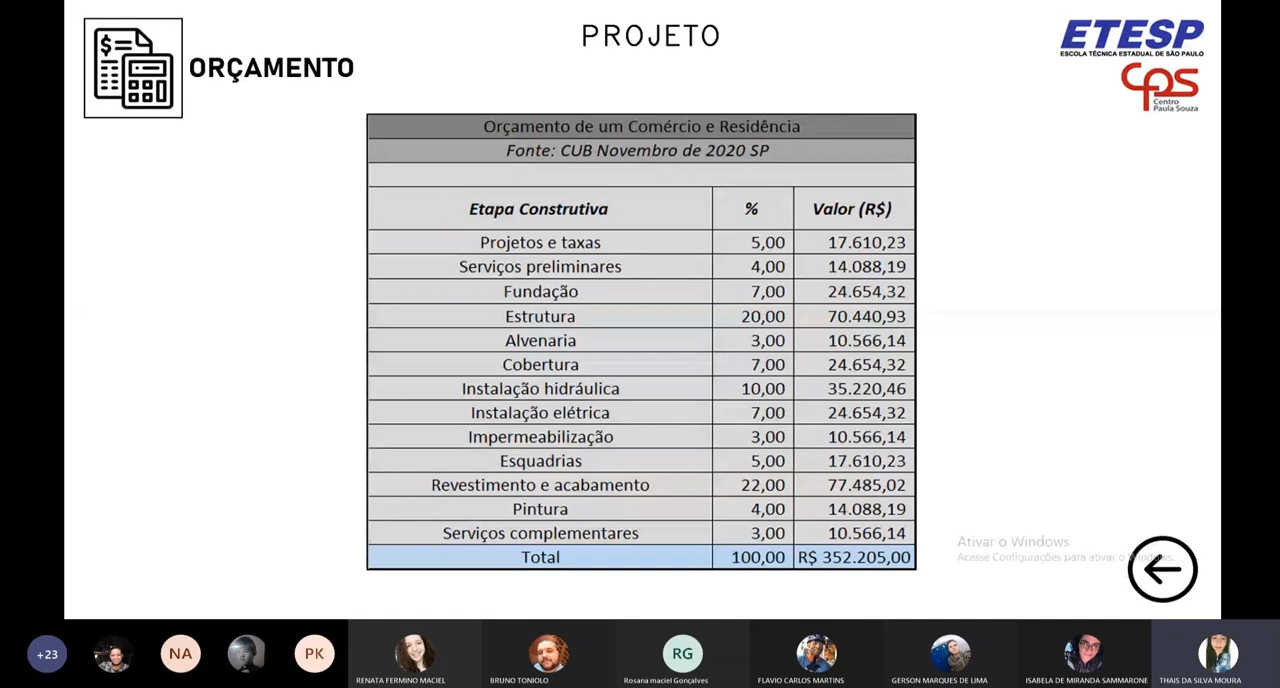 PROJETO
ORÇAMENTO
ETESP
ESCOLA TÉCNICA ESTADUAL DE SÃO PAULO
cps
Centro
Paula Souza
Orçamento de um Comércio e Residência
Fonte: CUB Novembro de 2020 SP
Etapa Construtiva % Valor (R$)
Projetos e taxas 5,00 17.610,23
Serviços preliminares 4,00 14.088,19
Fundação 7,00 24.654,32
Estrutura 20,00 70.440,93
Alvenaria 3,00 10.566,14
Cobertura 7,00 24.654,32
Instalação hidráulica 10,00 35.220,46
Instalação elétrica 7,00 24.654,32
Impermeabilização 3,00 10.566,14
Esquadrias 5,00 17.610,23
Revestimento e acabamento 22,00 77.485,02
Pintura 4,00 14.088,19
Serviços complementares 3,00 10.566,14
Total 100,00 R$ 352.205,00
Ativar o Windows
Acesse Configurações para ativar o Windows.
+23 NA PK RG
RENATA FERMINO MACIEL BRUNO TONIOLO Rosana maciel Gonçalves FLAVIO CARLOS MARTINS GERSON MARQUES DE LIMA ISABELA DE MIRANDA SAMMARONE THAIS DA SILVA MOURA